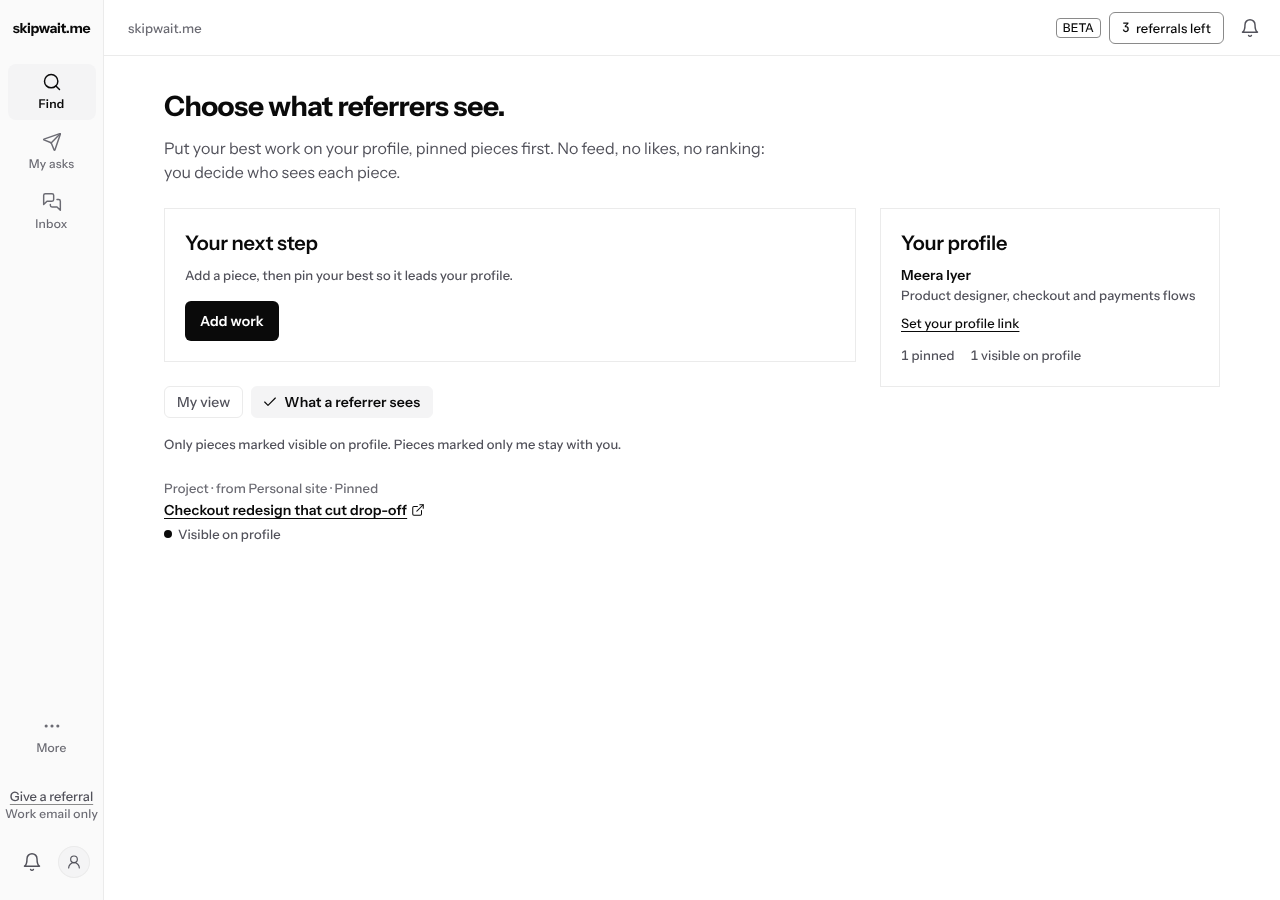 skipwait.me
Find
My asks
Inbox
More
Give a referral
Work email only
skipwait.me
BETA
3 referrals left
Choose what referrers see.
Put your best work on your profile, pinned pieces first. No feed, no likes, no ranking:
you decide who sees each piece.
Your next step
Add a piece, then pin your best so it leads your profile.
Add work
Your profile
Meera Iyer
Product designer, checkout and payments flows
Set your profile link
1 pinned 1 visible on profile
My view
What a referrer sees
Only pieces marked visible on profile. Pieces marked only me stay with you.
Project · from Personal site · Pinned
Checkout redesign that cut drop-off
Visible on profile